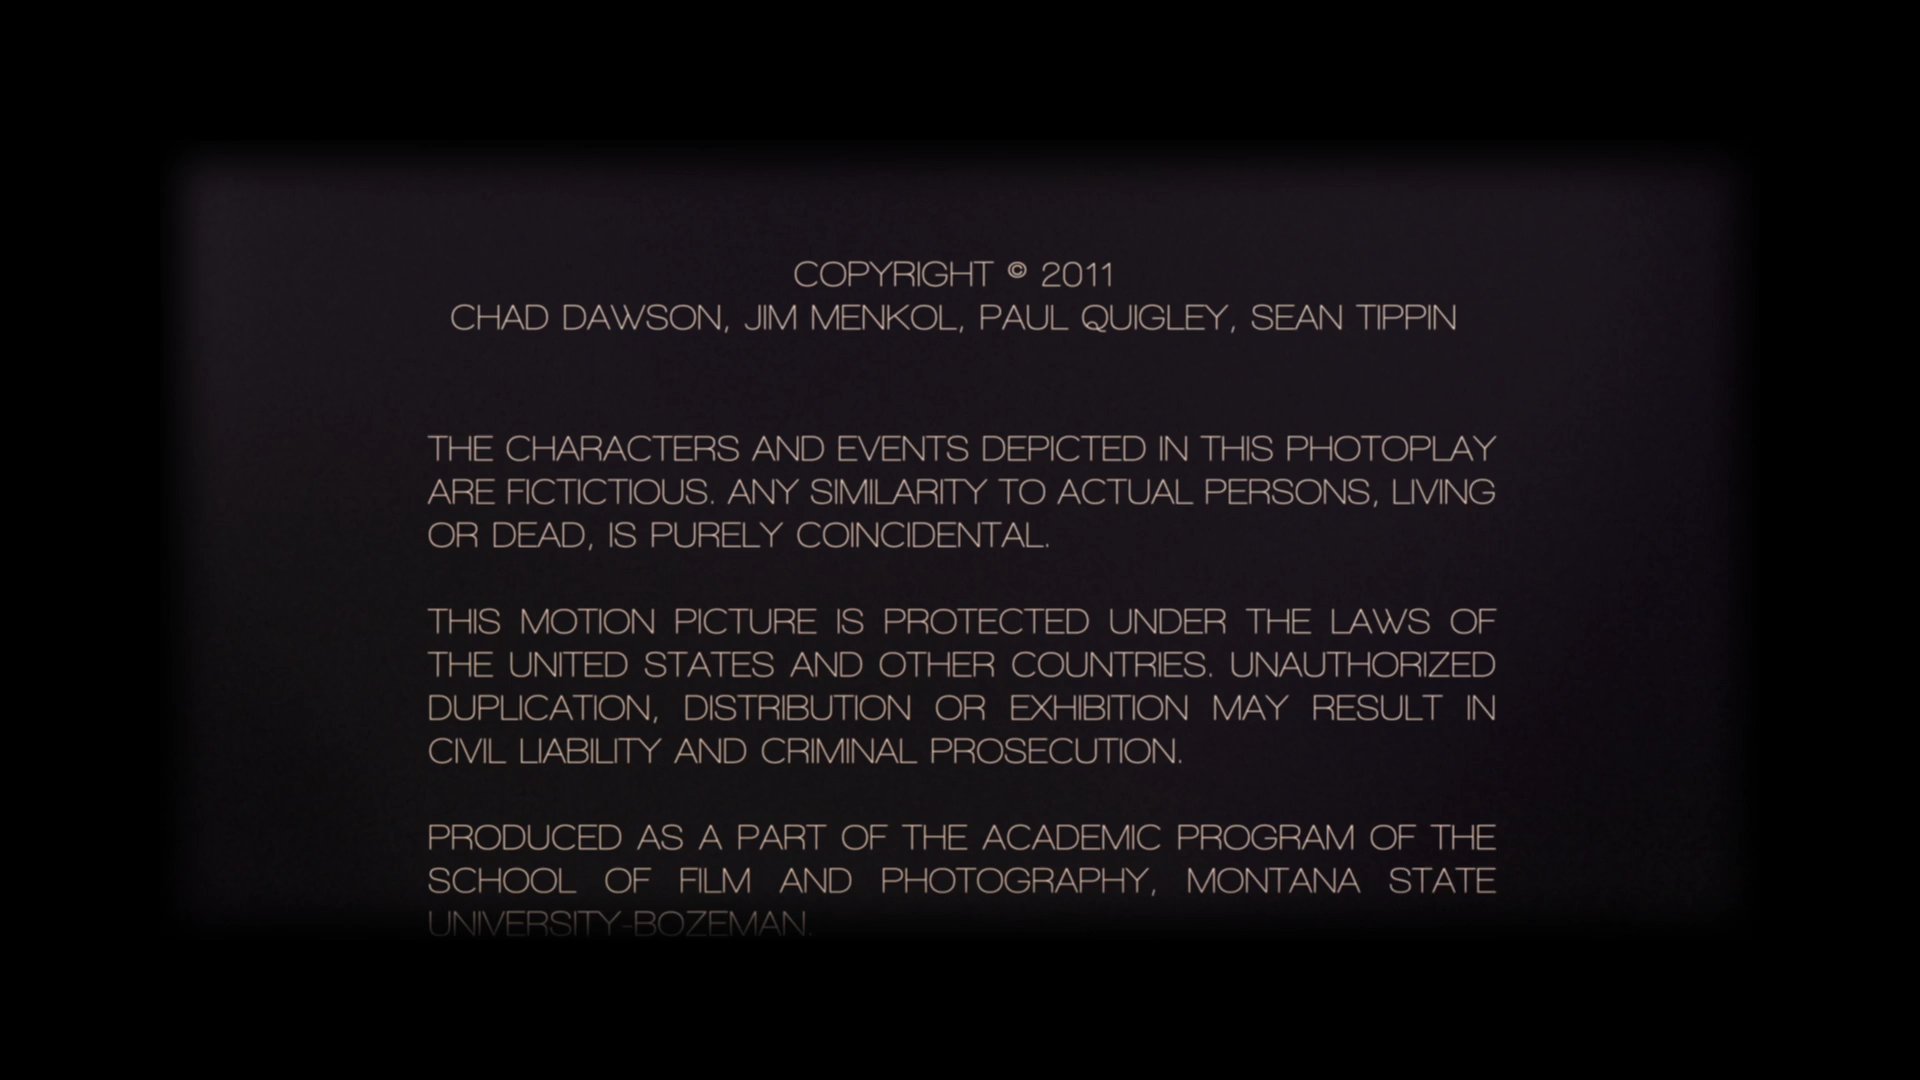 COPYRIGHT © 2011
CHAD DAWSON, JIM MENKOL, PAUL QUIGLEY, SEAN TIPPIN
THE CHARACTERS AND EVENTS DEPICTED IN THIS PHOTOPLAY
ARE FICTICTIOUS. ANY SIMILARITY TO ACTUAL PERSONS, LIVING
OR DEAD, IS PURELY COINCIDENTAL.
THIS MOTION PICTURE IS PROTECTED UNDER THE LAWS OF
THE UNITED STATES AND OTHER COUNTRIES. UNAUTHORIZED
DUPLICATION, DISTRIBUTION OR EXHIBITION MAY RESULT IN
CIVIL LIABILITY AND CRIMINAL PROSECUTION.
PRODUCED AS A PART OF THE ACADEMIC PROGRAM OF THE
SCHOOL OF FILM AND PHOTOGRAPHY, MONTANA STATE
UNIVERSITY-BOZEMAN.